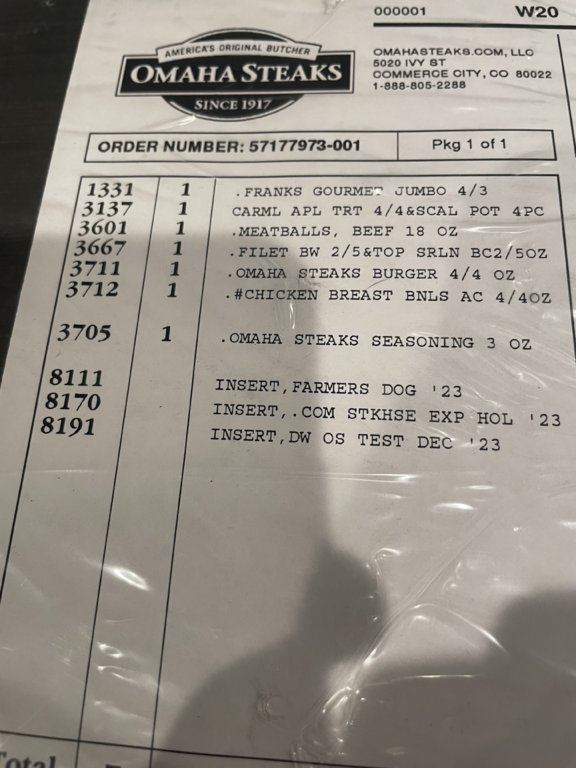 000001 W20
AMERICA'S ORIGINAL BUTCHER
OMAHA STEAKS
SINCE 1917
OMAHASTEAKS.COM, LLC
5020 IVY ST
COMMERCE CITY, CO 80022
1-888-805-2288
ORDER NUMBER: 57177973-001 Pkg 1 of 1
1331 1 .FRANKS GOURMET JUMBO 4/3
3137 1 CARML APL TRT 4/4&SCAL POT 4PC
3601 1 .MEATBALLS, BEEF 18 OZ
3667 1 .FILET BW 2/5&TOP SRLN BC2/5OZ
3711 1 .OMAHA STEAKS BURGER 4/4 OZ
3712 1 .#CHICKEN BREAST BNLS AC 4/4OZ
3705 1 .OMAHA STEAKS SEASONING 3 OZ
8111 INSERT,FARMERS DOG '23
8170 INSERT,.COM STKHSE EXP HOL '23
8191 INSERT,DW OS TEST DEC '23
Total